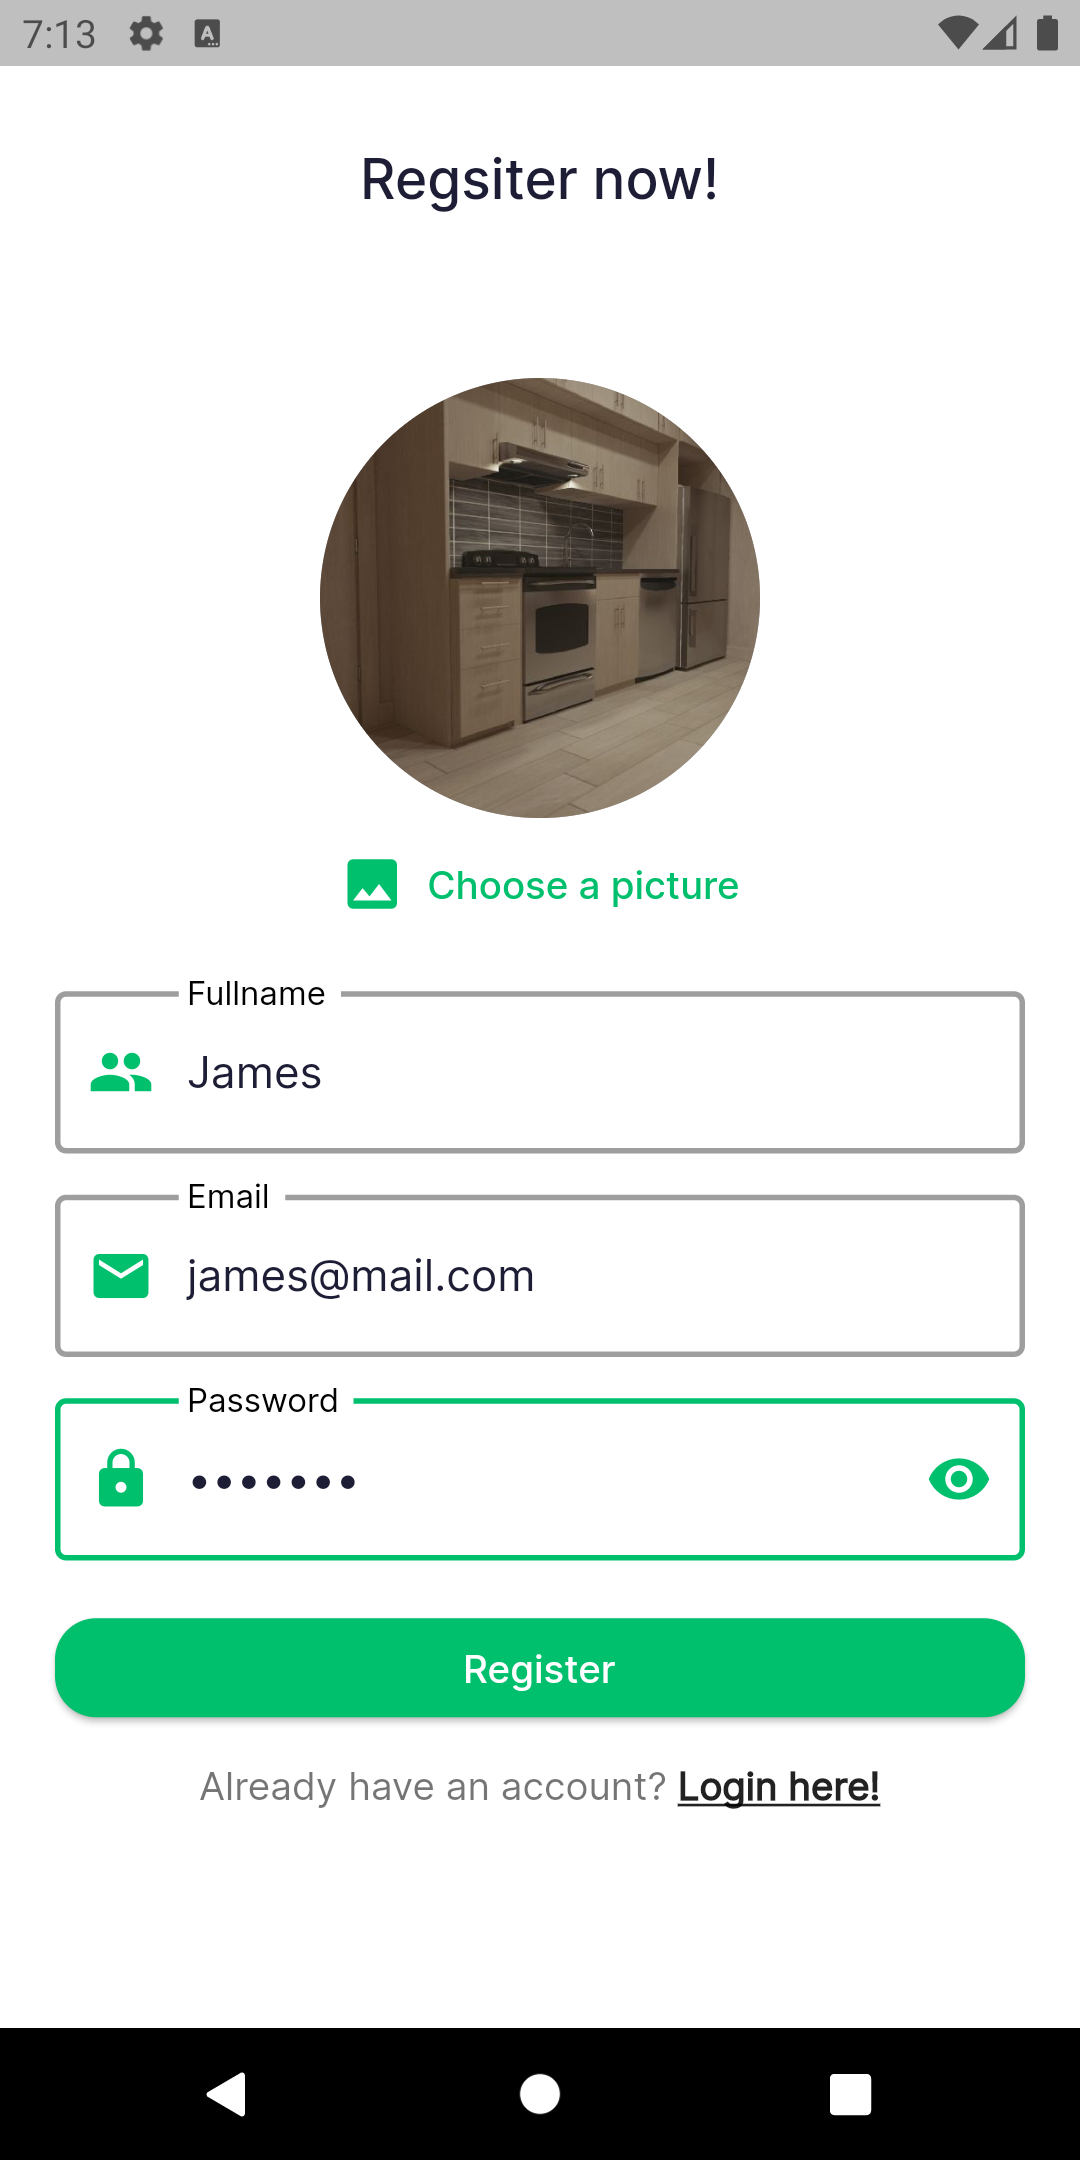 7:13
Regsiter now!
Choose a picture
Fullname
James
Email
james@mail.com
Password
•••••••
Register
Already have an account? Login here!